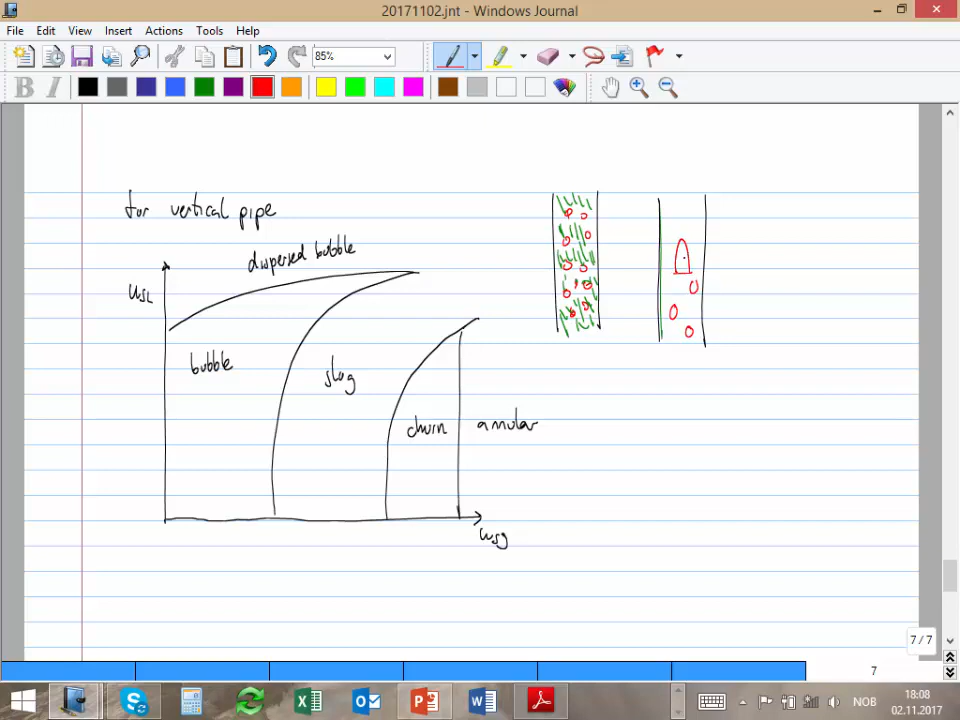 20171102.jnt - Windows Journal
File Edit View Insert Actions Tools Help
85%
B I
for vertical pipe
dispersed bubble
usL
bubble
slug
churn
annular
usg
7 / 7
7
NOB
18:08
02.11.2017